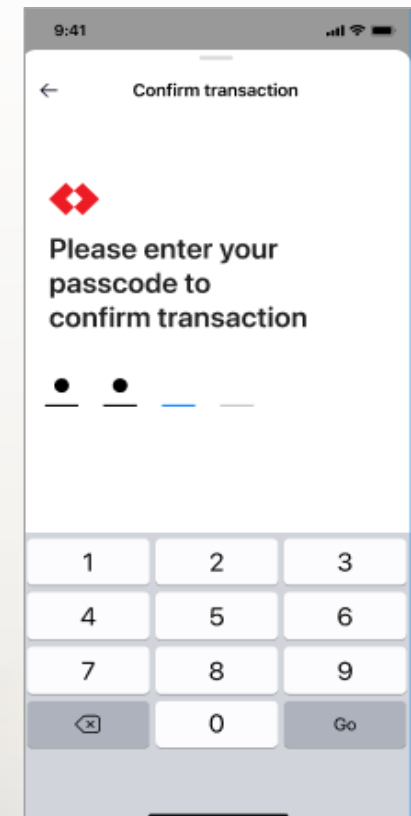 9:41
Confirm transaction
Please enter your
passcode to
confirm transaction
1 2 3
4 5 6
7 8 9
0 Go